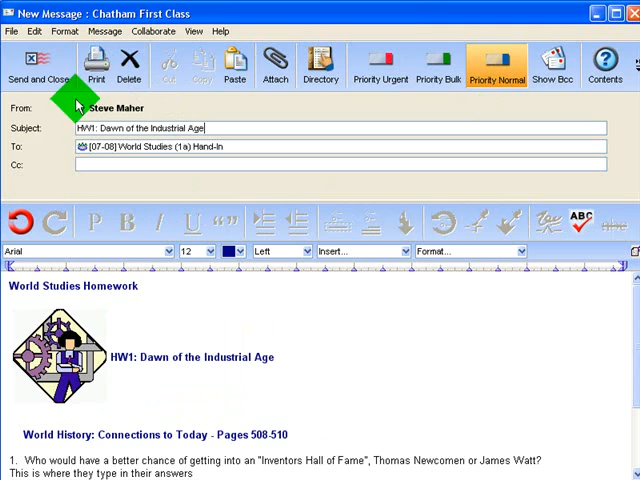 New Message : Chatham First Class
File Edit Format Message Collaborate View Help
Send and Close Print Delete Cut Copy Paste Attach Directory Priority Urgent Priority Bulk Priority Normal Show Bcc Contents
From: Steve Maher
Subject: HW1: Dawn of the Industrial Age
To: [07-08] World Studies (1a) Hand-In
Cc:
P B I U “” ABC abc
Arial 12 Left Insert... Format...
World Studies Homework
HW1: Dawn of the Industrial Age
World History: Connections to Today - Pages 508-510
1. Who would have a better chance of getting into an "Inventors Hall of Fame", Thomas Newcomen or James Watt?
This is where they type in their answers